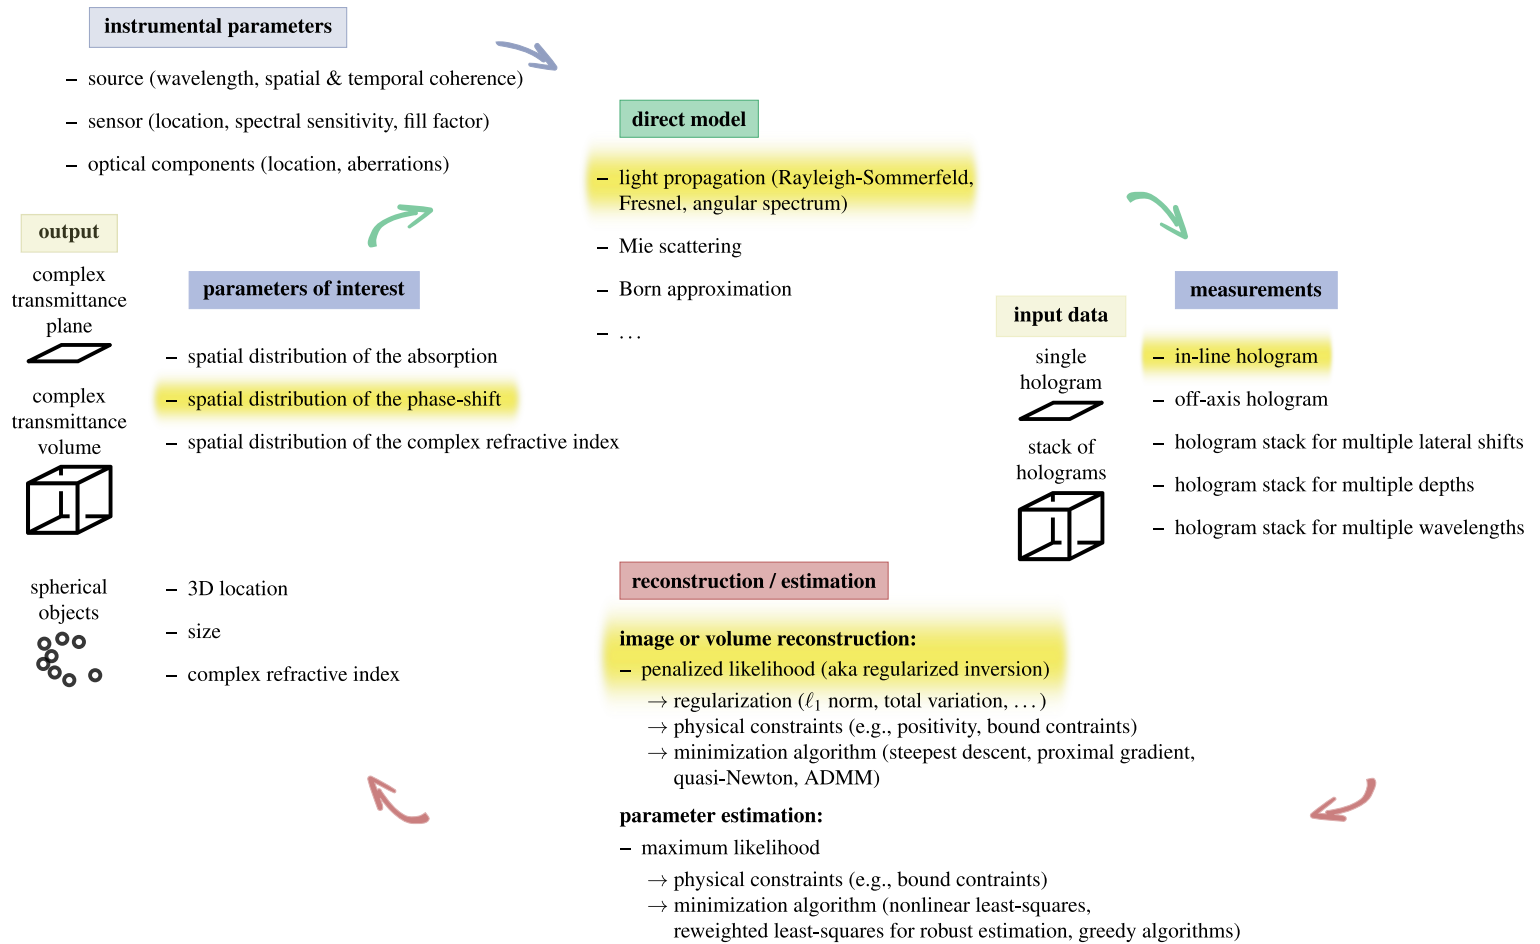 instrumental parameters
– source (wavelength, spatial & temporal coherence)
– sensor (location, spectral sensitivity, fill factor)
– optical components (location, aberrations)
direct model
– light propagation (Rayleigh-Sommerfeld,
Fresnel, angular spectrum)
– Mie scattering
– Born approximation
– ...
output
complex
transmittance
plane
complex
transmittance
volume
spherical
objects
parameters of interest
– spatial distribution of the absorption
– spatial distribution of the phase-shift
– spatial distribution of the complex refractive index
– 3D location
– size
– complex refractive index
input data
single
hologram
stack of
holograms
measurements
– in-line hologram
– off-axis hologram
– hologram stack for multiple lateral shifts
– hologram stack for multiple depths
– hologram stack for multiple wavelengths
reconstruction / estimation
image or volume reconstruction:
– penalized likelihood (aka regularized inversion)
→ regularization (ℓ₁ norm, total variation, ...)
→ physical constraints (e.g., positivity, bound contraints)
→ minimization algorithm (steepest descent, proximal gradient,
quasi-Newton, ADMM)
parameter estimation:
– maximum likelihood
→ physical constraints (e.g., bound contraints)
→ minimization algorithm (nonlinear least-squares,
reweighted least-squares for robust estimation, greedy algorithms)